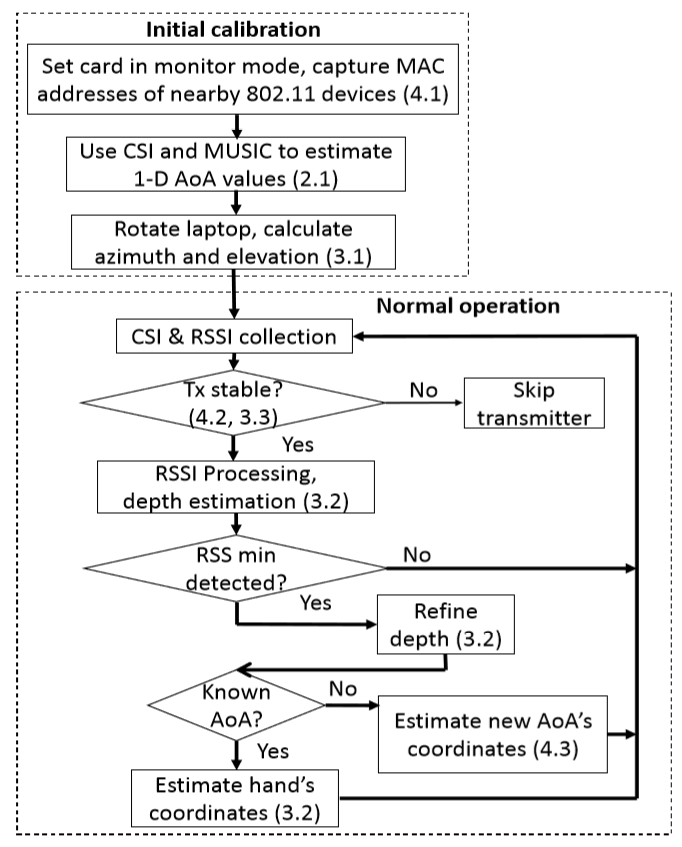 Initial calibration
Set card in monitor mode, capture MAC
addresses of nearby 802.11 devices (4.1)
Use CSI and MUSIC to estimate
1-D AoA values (2.1)
Rotate laptop, calculate
azimuth and elevation (3.1)
Normal operation
CSI & RSSI collection
Tx stable?
(4.2, 3.3)
No
Skip
transmitter
Yes
RSSI Processing,
depth estimation (3.2)
RSS min
detected?
No
Yes
Refine
depth (3.2)
Known
AoA?
No
Estimate new AoA's
coordinates (4.3)
Yes
Estimate hand's
coordinates (3.2)